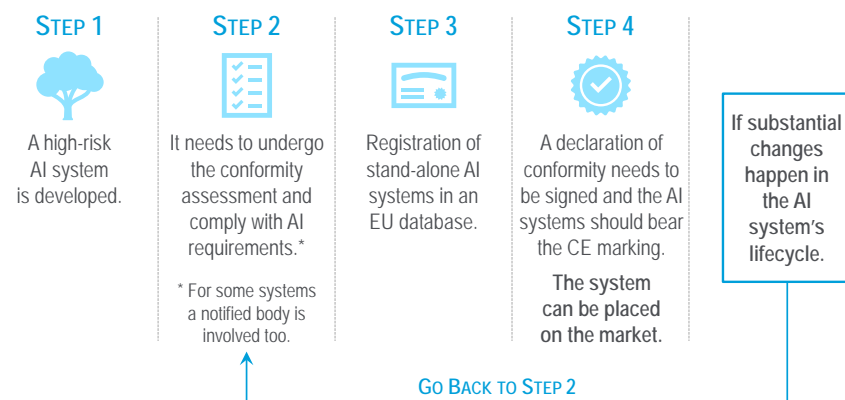 STEP 1
A high-risk
AI system
is developed.
STEP 2
It needs to undergo
the conformity
assessment and
comply with AI
requirements.*
* For some systems
a notified body is
involved too.
STEP 3
Registration of
stand-alone AI
systems in an
EU database.
STEP 4
A declaration of
conformity needs to
be signed and the AI
systems should bear
the CE marking.
The system
can be placed
on the market.
If substantial
changes
happen in
the AI
system's
lifecycle.
GO BACK TO STEP 2